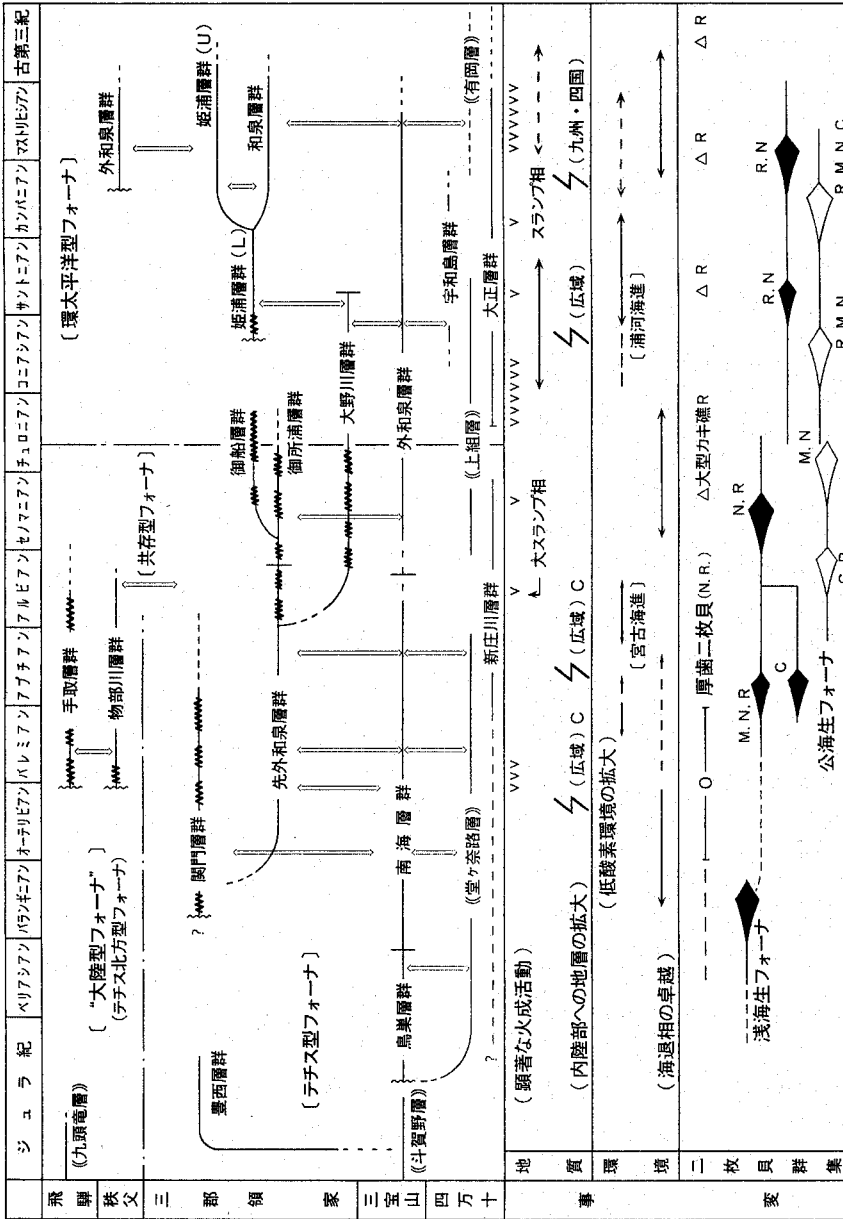 ジュラ紀
ベリアシアン
バランギニアン
オーテリビアン
バレミアン
アプチアン
アルビアン
セノマニアン
チュロニアン
コニアシアン
サントニアン
カンパニアン
マストリヒシアン
古第三紀
飛騨
秩父
三郡領家
三宝山
四万十
((九頭竜層))
手取層群
物部川層群
外和泉層群
〔“大陸型フォーナ”〕
(テチス北方型フォーナ)
〔共存型フォーナ〕
〔環太平洋型フォーナ〕
豊西層群
?
関門層群
先外和泉層群
御船層群
御所浦層群
大野川層群
姫浦層群(L)
姫浦層群(U)
和泉層群
〔テチス型フォーナ〕
((斗賀野層))
鳥巣層群
南海層群
外和泉層群
宇和島層群
((堂ヶ奈路層))
((上組層))
((有岡層))
?
新庄川層群
大正層群
事変
地質
(顕著な火成活動)
VVV
V
V
VVVVVV
V
V
VVVVVV
大スランプ相
スランプ相
(内陸部への地層の拡大)
(広域) C
(広域) C
(広域)
(九州・四国)
環境
(低酸素環境の拡大)
〔宮古海進〕
〔浦河海進〕
(海退相の卓越)
二枚貝群集
O
厚歯二枚貝(N.R.)
△大型カキ礁R
△R
△R
△R
浅海生フォーナ
M.N.R
C
N.R
R.N
R.N
公海生フォーナ
C.R
M.N
R.M.N
R.M.N.C